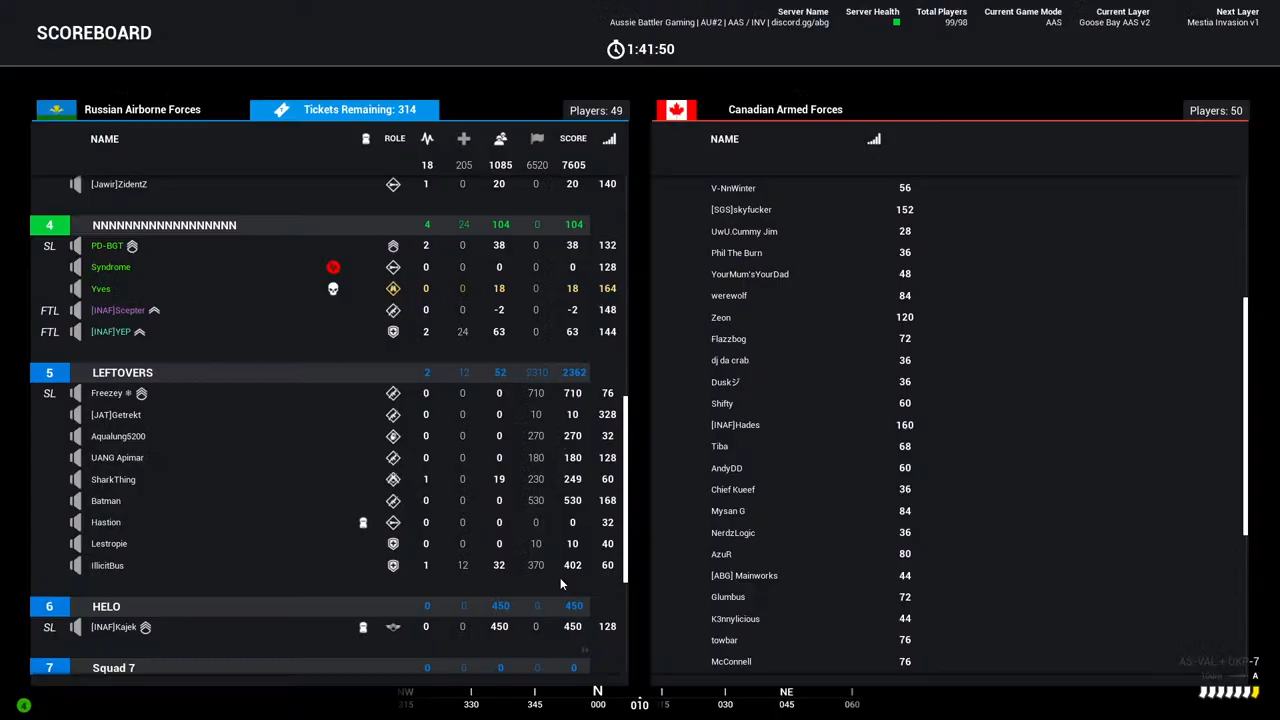 SCOREBOARD
Server Name Server Health Total Players Current Game Mode Current Layer Next Layer
Aussie Battler Gaming | AU#2 | AAS / INV | discord.gg/abg 99/98 AAS Goose Bay AAS v2 Mestia Invasion v1
1:41:50
Russian Airborne Forces Tickets Remaining: 314 Players: 49
NAME ROLE SCORE
18 205 1085 6520 7605
[Jawir]ZidentZ 1 0 20 0 20 140
4 NNNNNNNNNNNNNNNNNN 4 24 104 0 104
SL PD-BGT 2 0 38 0 38 132
Syndrome 0 0 0 0 0 128
Yves 0 0 18 0 18 164
FTL [INAF]Scepter 0 0 -2 0 -2 148
FTL [INAF]YEP 2 24 63 0 63 144
5 LEFTOVERS 2 12 52 2310 2362
SL Freezey ❄ 0 0 0 710 710 76
[JAT]Getrekt 0 0 0 10 10 328
Aqualung5200 0 0 0 270 270 32
UANG Apimar 0 0 0 180 180 128
SharkThing 1 0 19 230 249 60
Batman 0 0 0 530 530 168
Hastion 0 0 0 0 0 32
Lestropie 0 0 0 10 10 40
IllicitBus 1 12 32 370 402 60
6 HELO 0 0 450 0 450
SL [INAF]Kajek 0 0 450 0 450 128
7 Squad 7 0 0 0 0 0
Canadian Armed Forces Players: 50
NAME
V-NnWinter 56
[SGS]skyfucker 152
UwU.Cummy Jim 28
Phil The Burn 36
YourMum'sYourDad 48
werewolf 84
Zeon 120
Flazzbog 72
dj da crab 36
Duskジ 36
Shifty 60
[INAF]Hades 160
Tiba 68
AndyDD 60
Chief Kueef 36
Mysan G 84
NerdzLogic 36
AzuR 80
[ABG] Mainworks 44
Glumbus 72
K3nnylicious 44
towbar 76
McConnell 76
AS-VAL + UKP-7
100m A
NW N NE
315 330 345 000 010 15 030 045 060
4